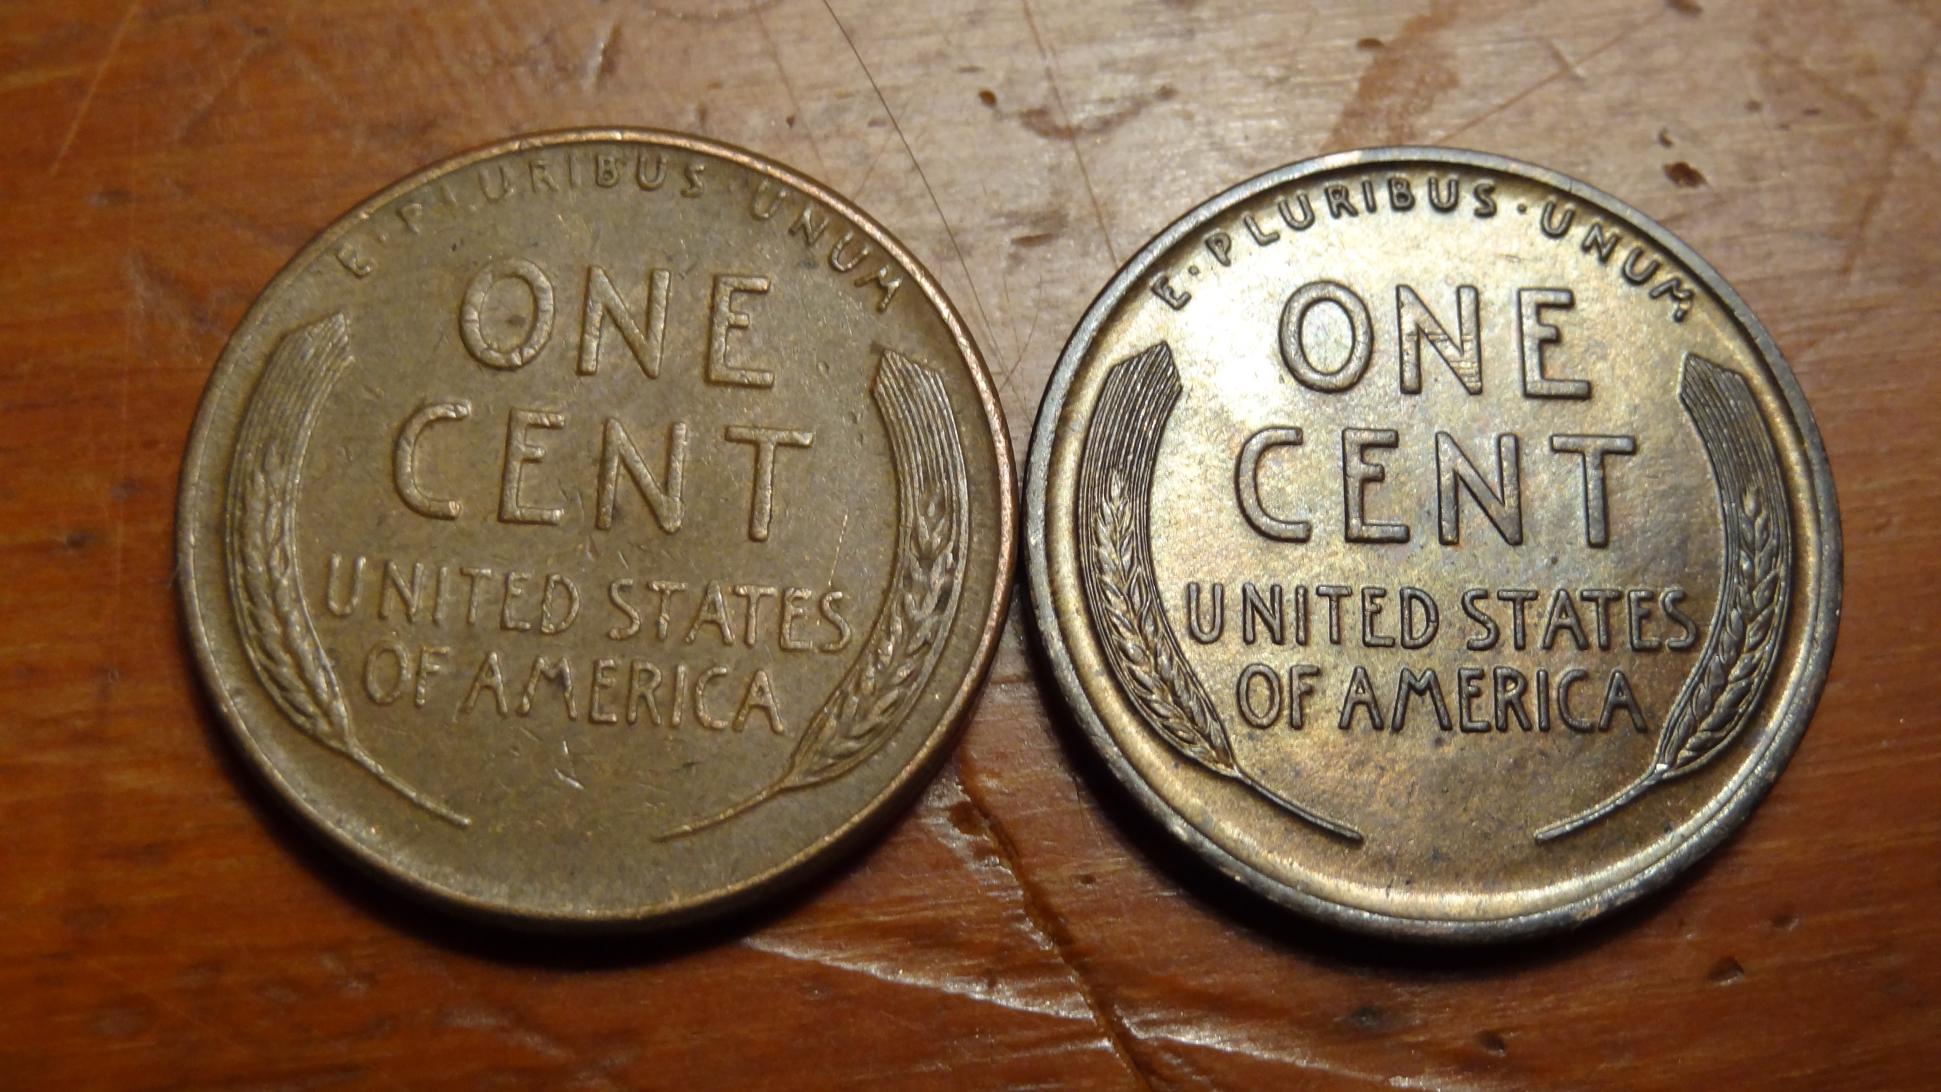 E·PLURIBUS·UNUM
ONE
CENT
UNITED STATES
OF AMERICA
E·PLURIBUS·UNUM
ONE
CENT
UNITED STATES
OF AMERICA